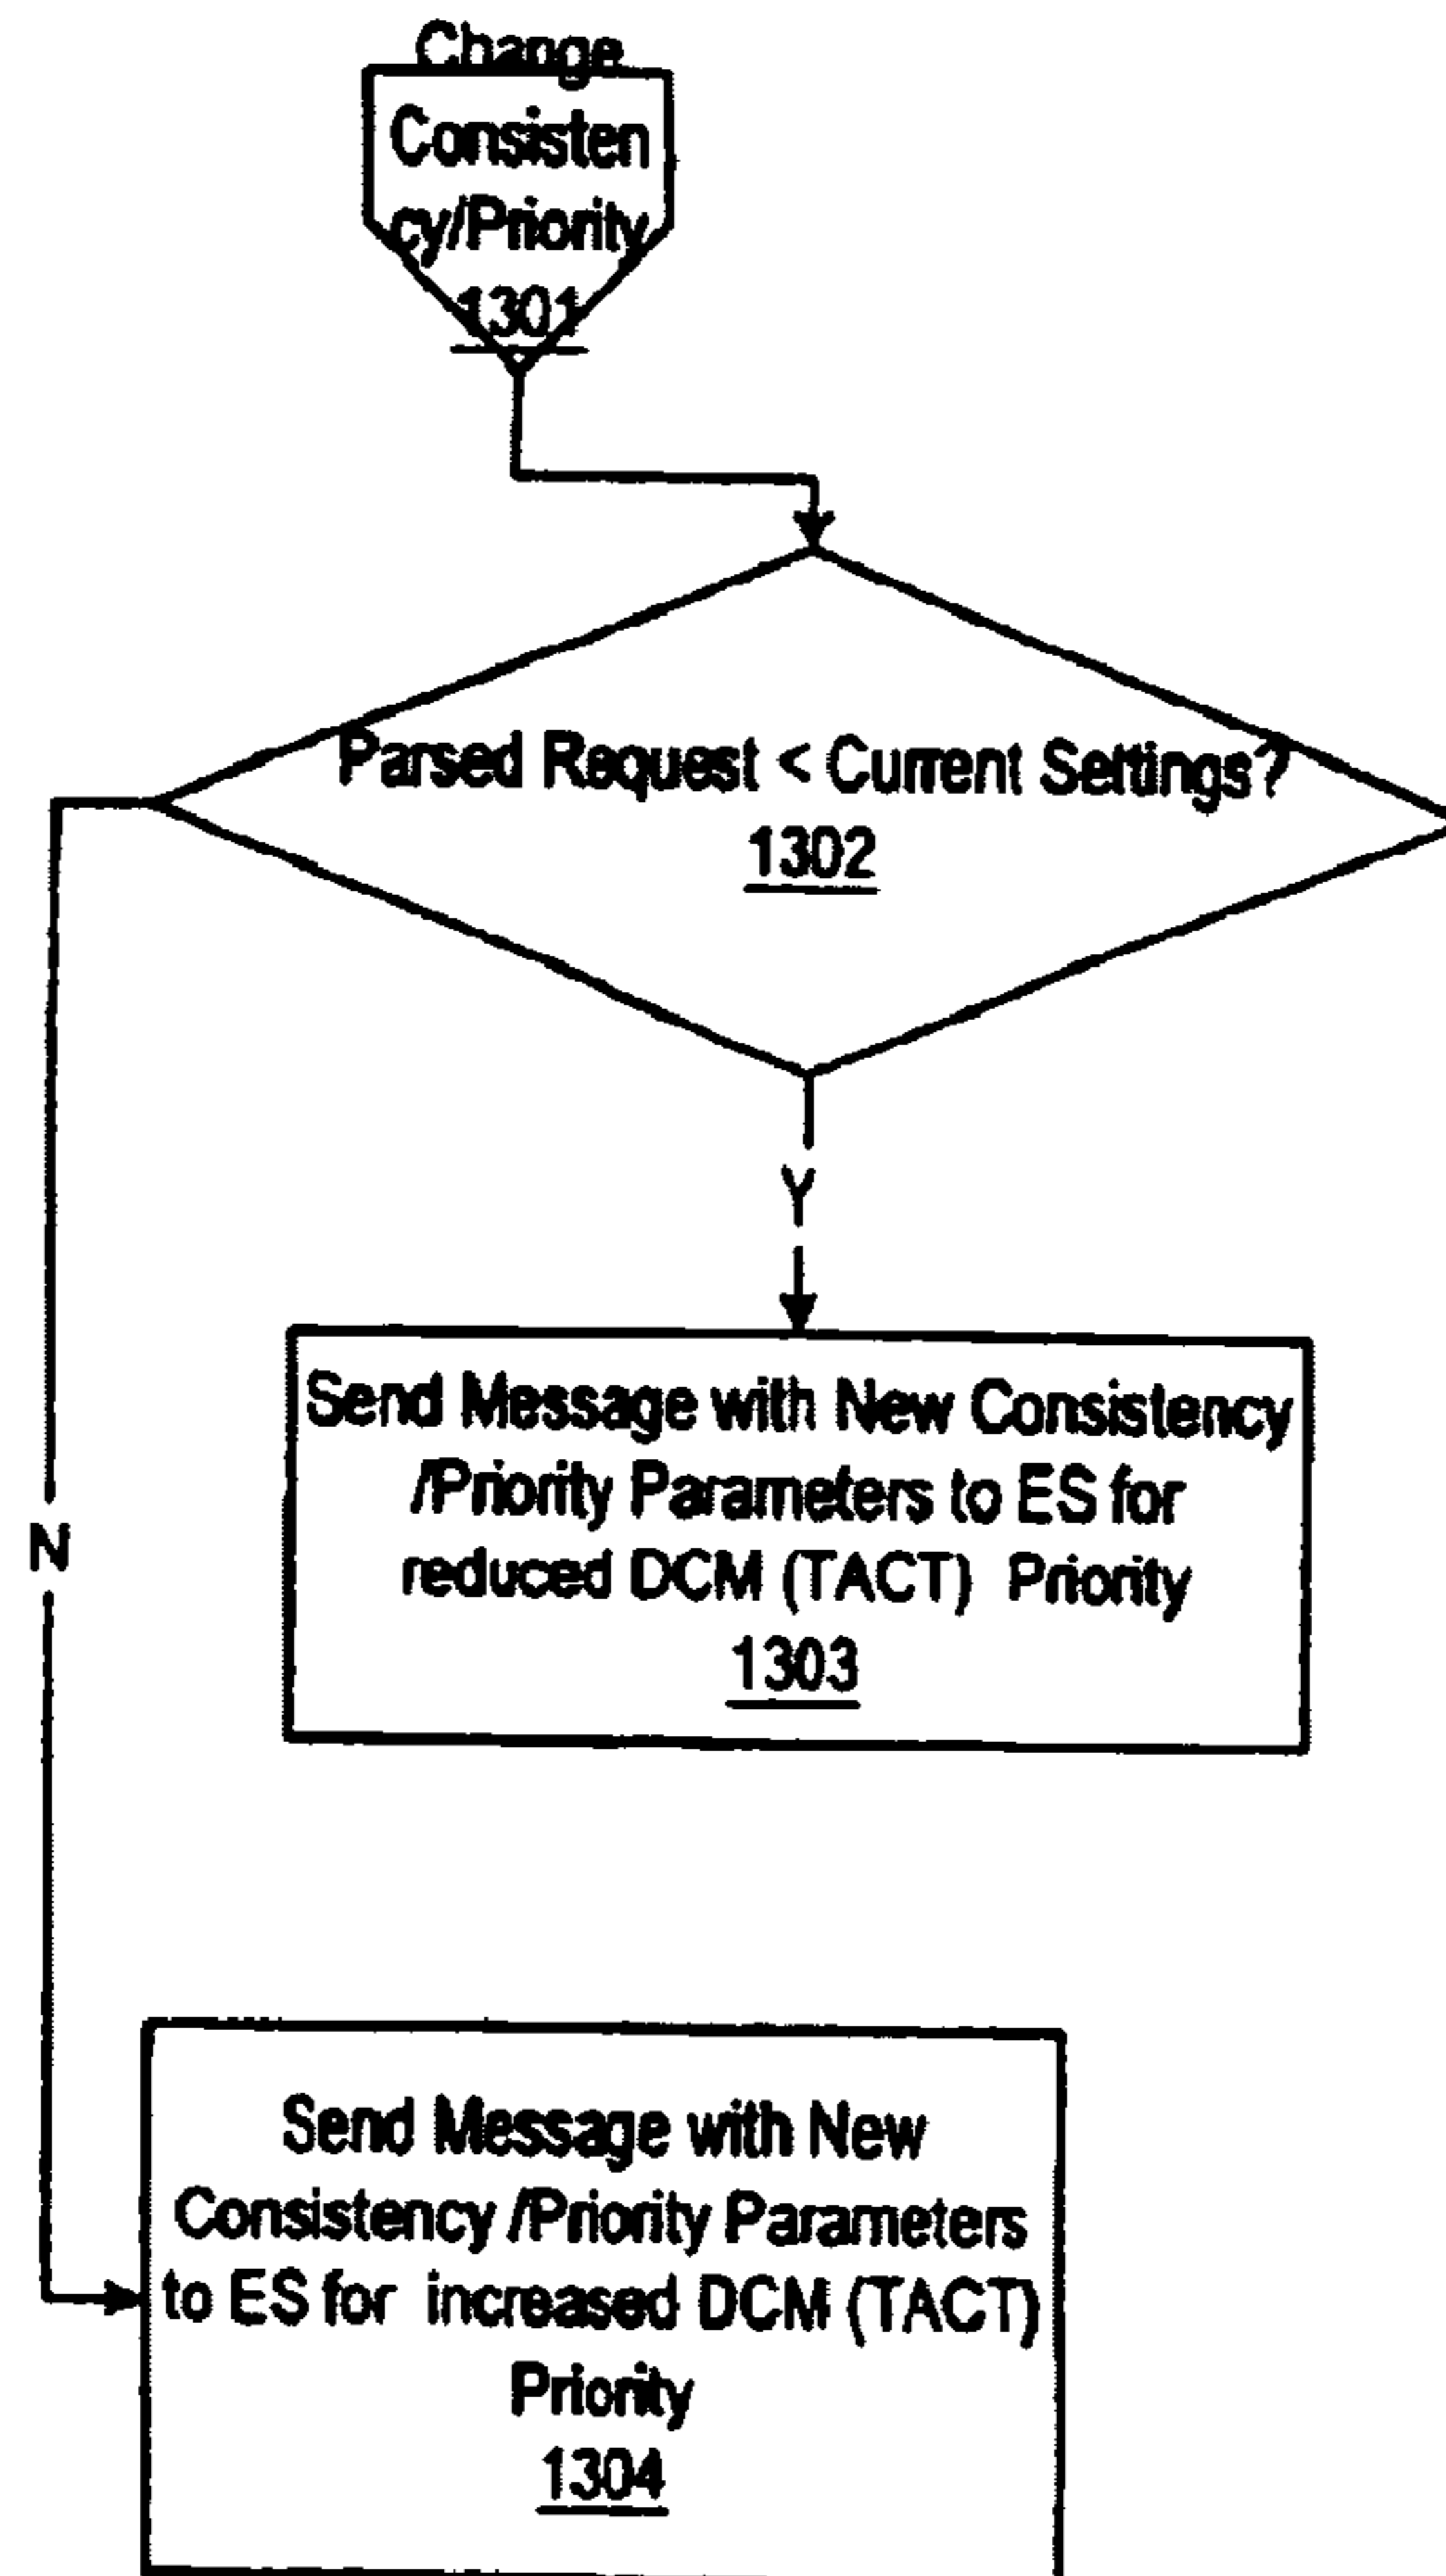 Change
Consisten
cy/Priority
1301
Parsed Request < Current Settings?
1302
Y
Send Message with New Consistency
/Priority Parameters to ES for
reduced DCM (TACT) Priority
1303
N
Send Message with New
Consistency /Priority Parameters
to ES for increased DCM (TACT)
Priority
1304